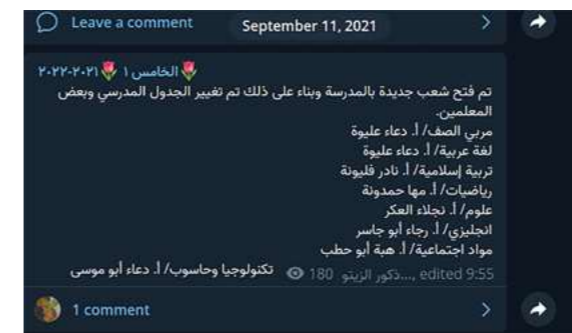 Leave a comment
September 11, 2021
🌷الخامس ١ 🌷٢٠٢١-٢٠٢٢
تم فتح شعب جديدة بالمدرسة وبناء على ذلك تم تغيير الجدول المدرسي وبعض
المعلمين.
مربي الصف/ أ. دعاء عليوة
لغة عربية/ أ. دعاء عليوة
تربية إسلامية/ أ. نادر فليونة
رياضيات/ أ. مها حمدونة
علوم/ أ. نجلاء العكر
انجليزي/ أ. رجاء أبو جاسر
مواد اجتماعية/ أ. هبة أبو حطب
تكنولوجيا وحاسوب/ أ. دعاء أبو موسى
180 ذكور الزيتو..., edited 9:55
1 comment